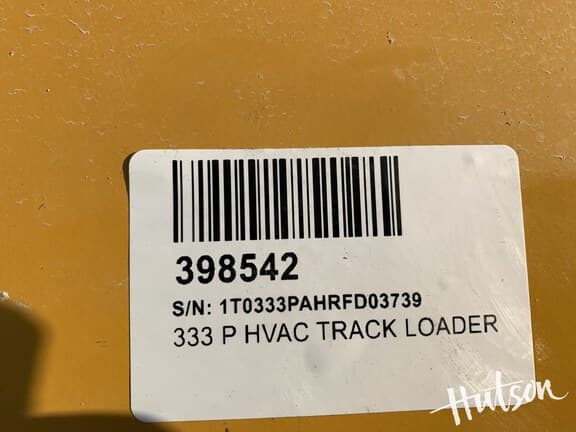 398542
S/N: 1T0333PAHRFD03739
333 P HVAC TRACK LOADER
Hutson